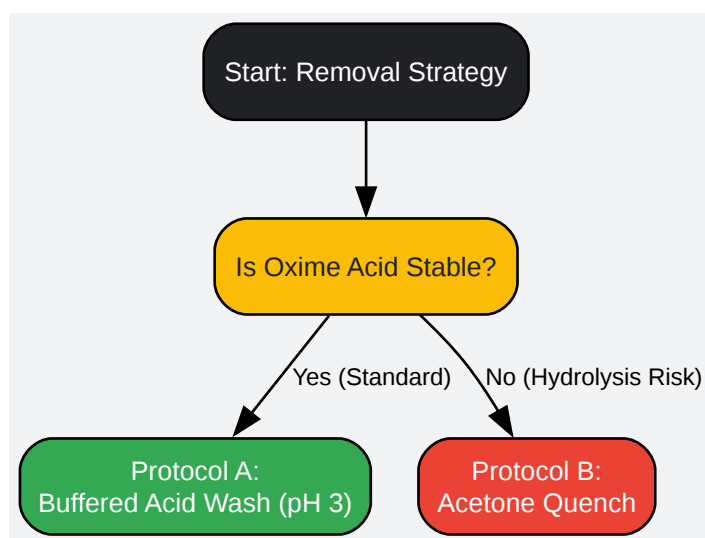 Start: Removal Strategy
Is Oxime Acid Stable?
Yes (Standard)
No (Hydrolysis Risk)
Protocol A:
Buffered Acid Wash (pH 3)
Protocol B:
Acetone Quench